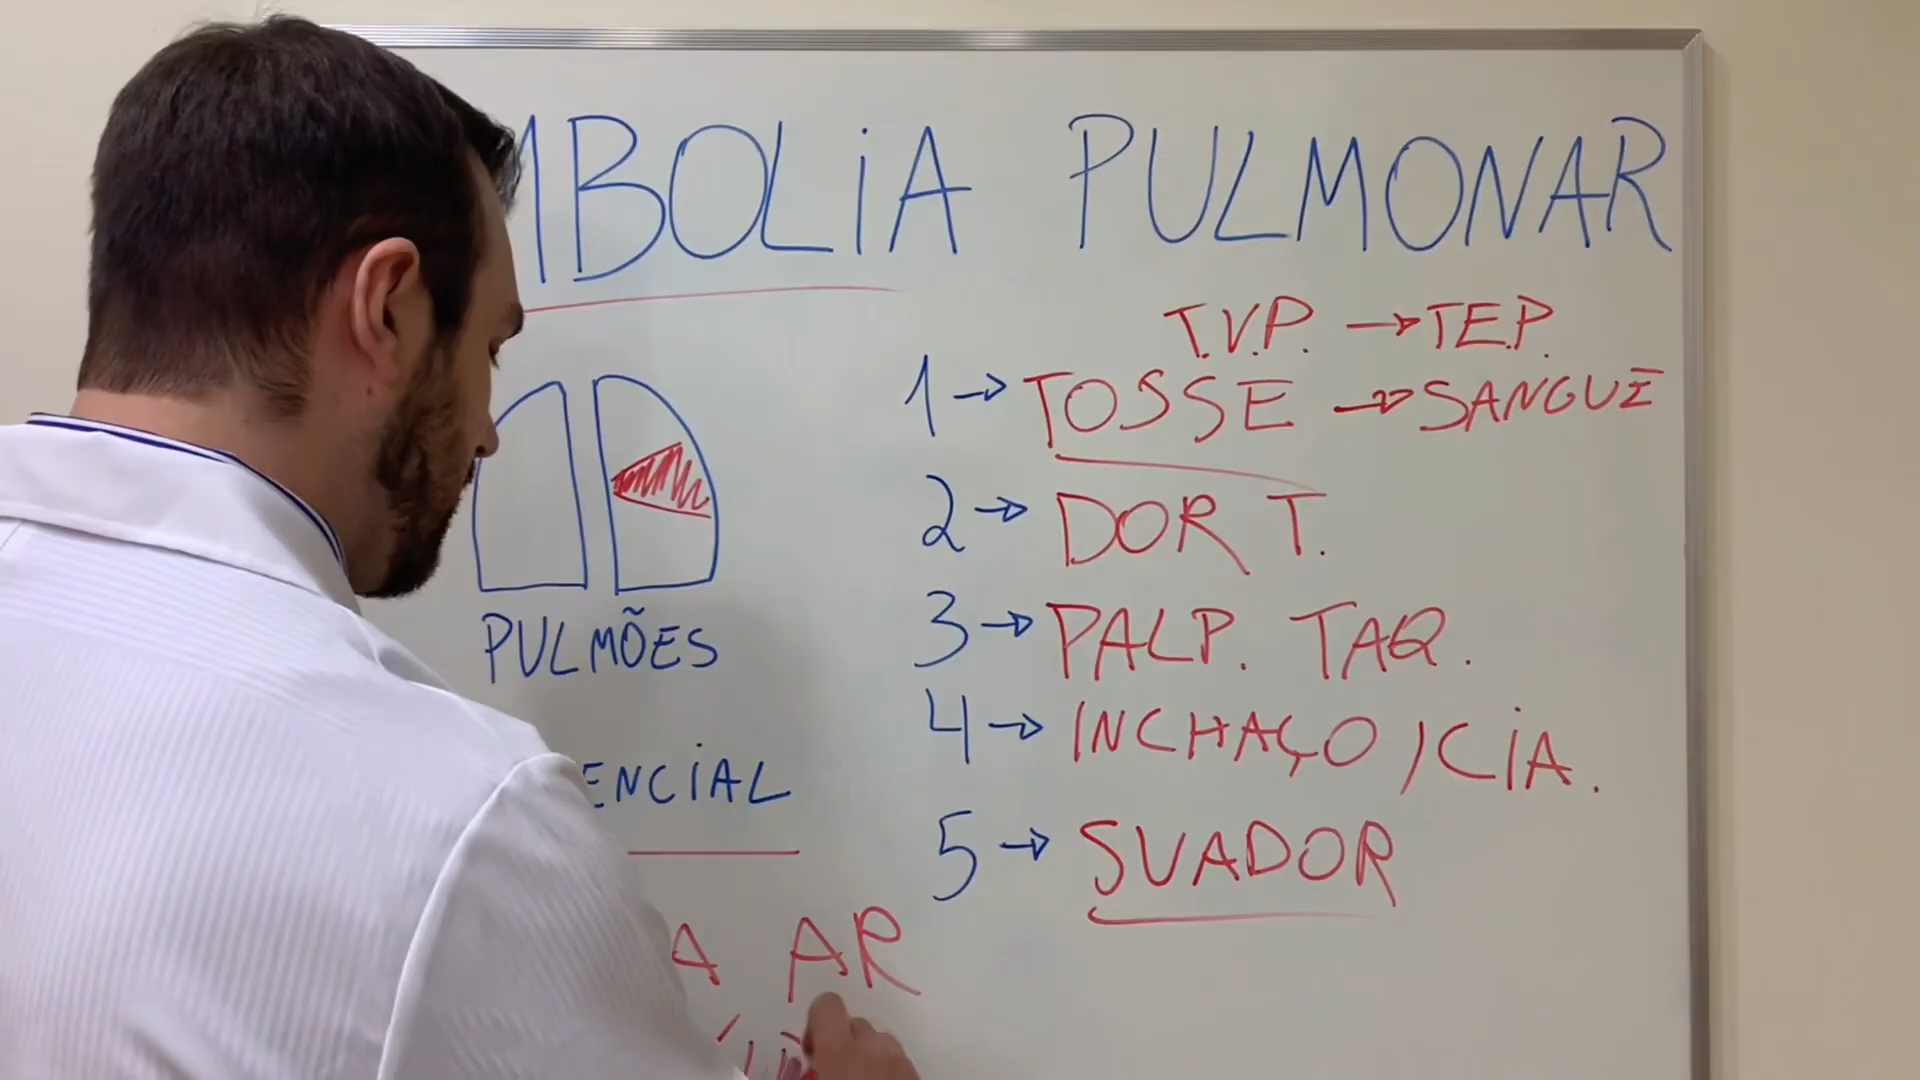 MBOLIA PULMONAR
T.V.P. → T.E.P.
1 → TOSSE → SANGUE
2 → DOR T.
3 → PALP. TAQ.
4 → INCHAÇO / CIA.
5 → SUADOR
PULMÕES
ENCIAL
A AR